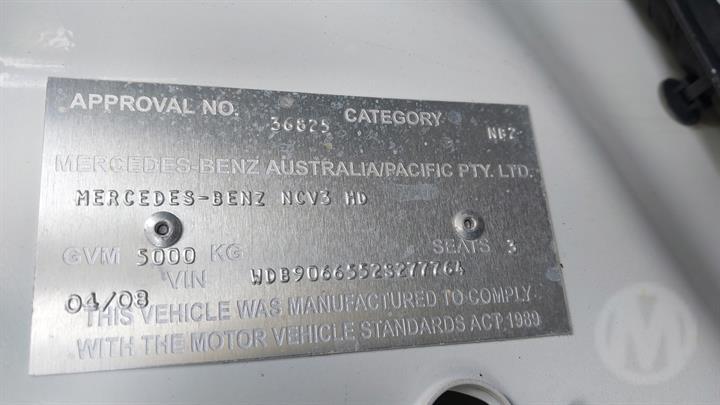 APPROVAL NO. 36825 CATEGORY NB2
MERCEDES-BENZ AUSTRALIA/PACIFIC PTY. LTD.
MERCEDES-BENZ NCV3 HD
GVM 5000 KG SEATS 3
VIN WDB9066552S277764
04/08
THIS VEHICLE WAS MANUFACTURED TO COMPLY
WITH THE MOTOR VEHICLE STANDARDS ACT 1989
M